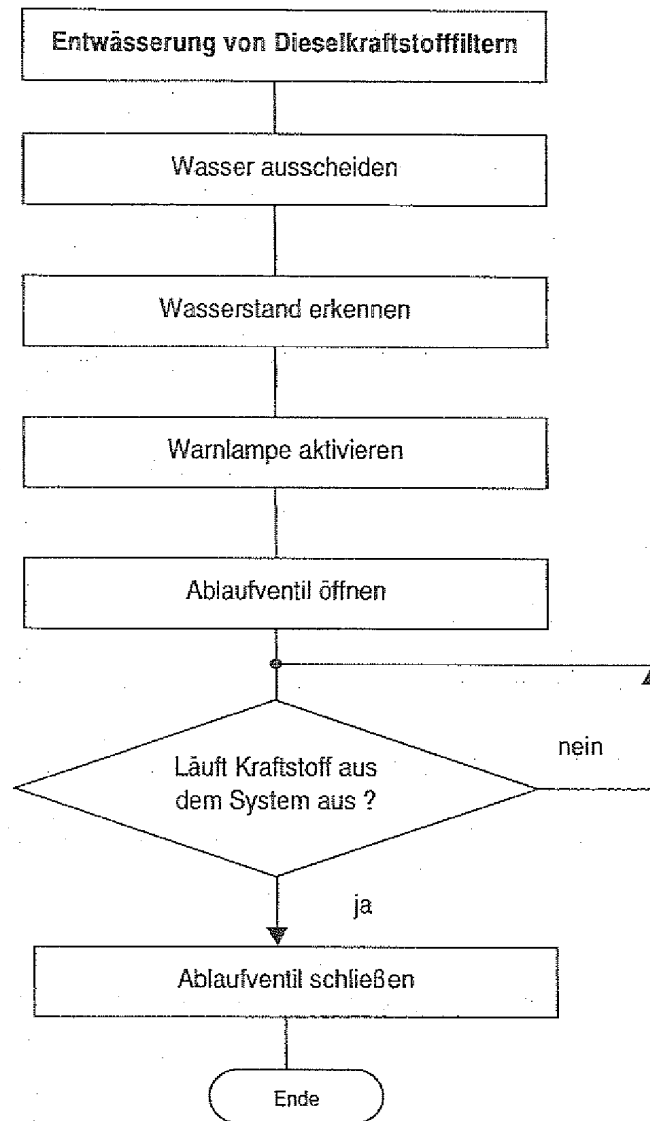 Entwässerung von Dieselkraftstofffiltern
Wasser ausscheiden
Wasserstand erkennen
Warnlampe aktivieren
Ablaufventil öffnen
Läuft Kraftstoff aus
dem System aus ?
nein
ja
Ablaufventil schließen
Ende